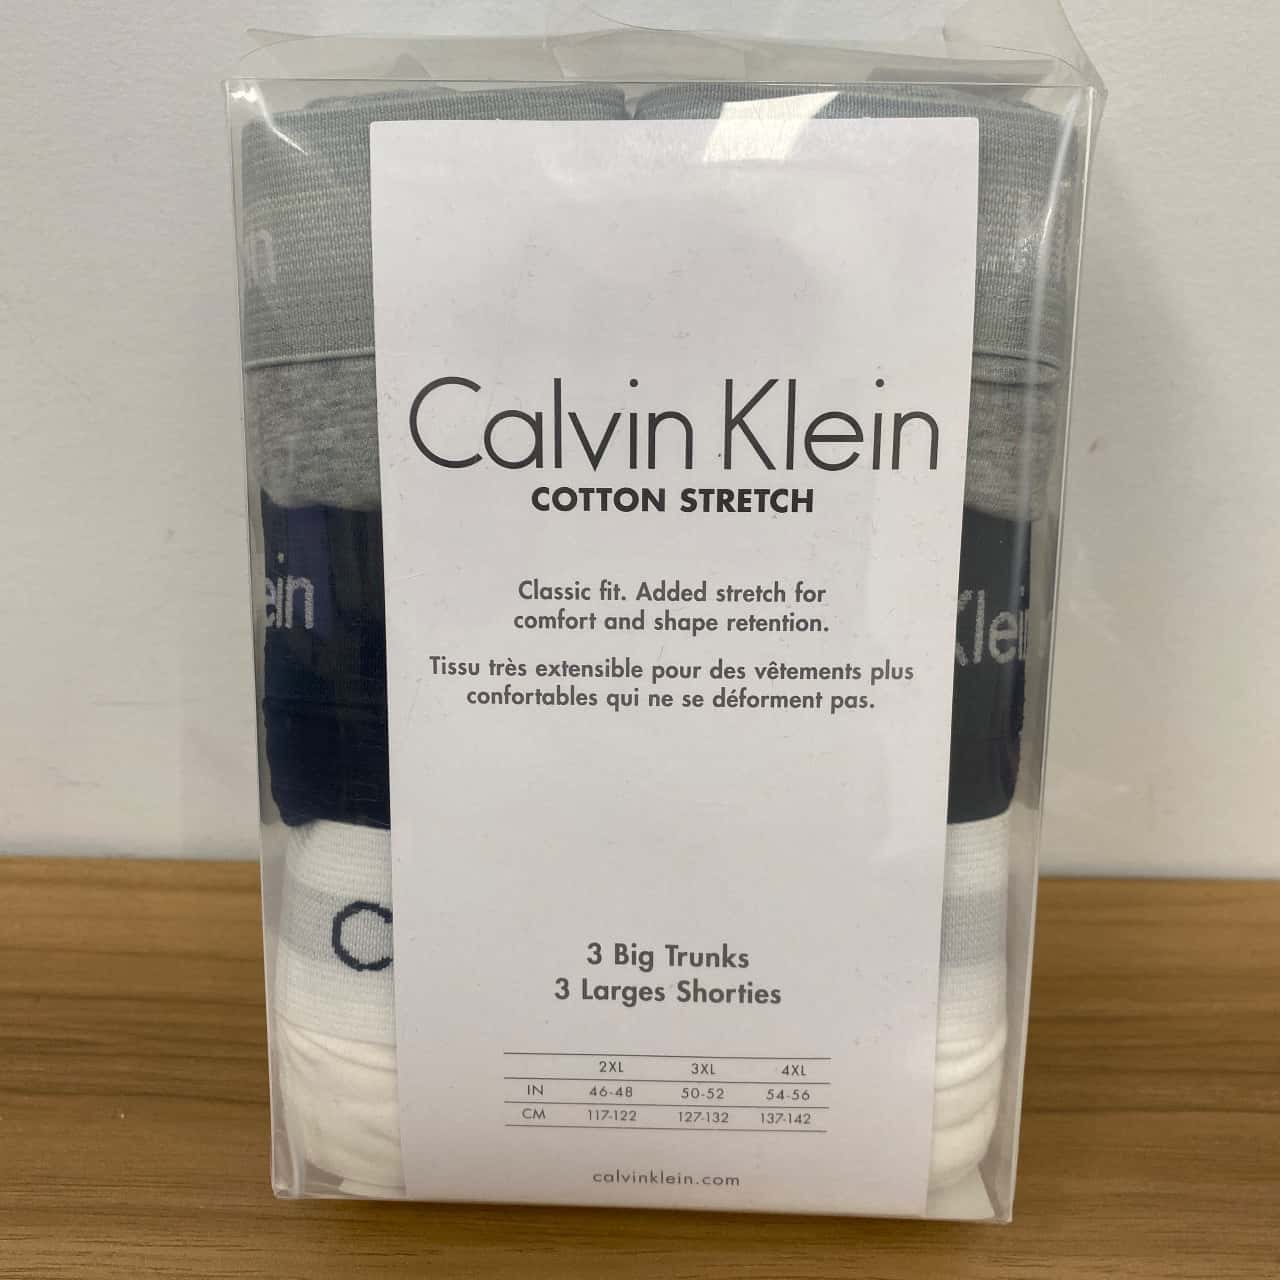 Calvin Klein
COTTON STRETCH
Classic fit. Added stretch for
comfort and shape retention.
Tissu très extensible pour des vêtements plus
confortables qui ne se déforment pas.
ein
Klein
C
3 Big Trunks
3 Larges Shorties
2XL 3XL 4XL
IN 46-48 50-52 54-56
CM 117-122 127-132 137-142
calvinklein.com